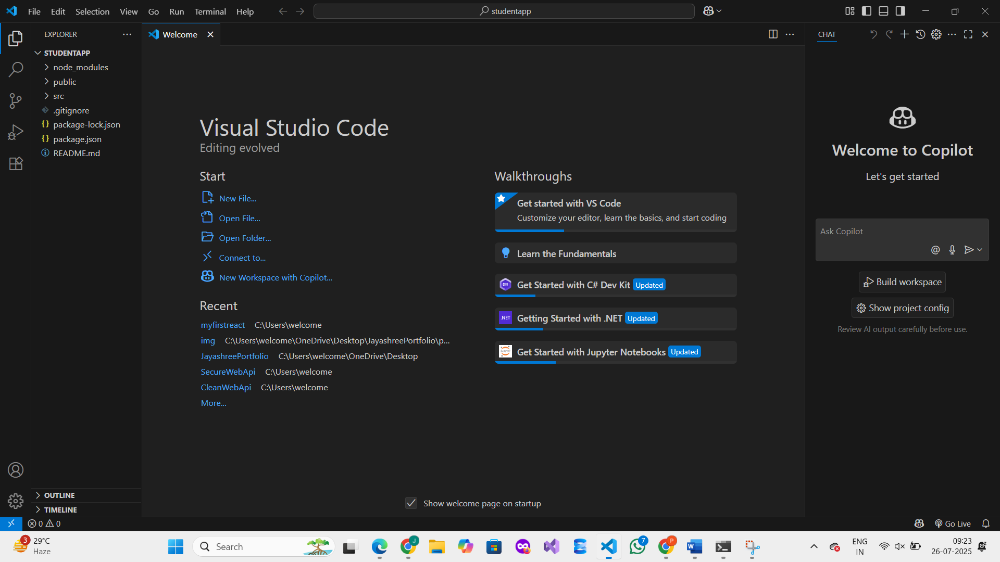 File Edit Selection View Go Run Terminal Help
studentapp
EXPLORER
STUDENTAPP
node_modules
public
src
.gitignore
package-lock.json
package.json
README.md
OUTLINE
TIMELINE
Welcome
Visual Studio Code
Editing evolved
Start
New File...
Open File...
Open Folder...
Connect to...
New Workspace with Copilot...
Recent
myfirstreact C:\Users\welcome
img C:\Users\welcome\OneDrive\Desktop\JayashreePortfolio\p...
JayashreePortfolio C:\Users\welcome\OneDrive\Desktop
SecureWebApi C:\Users\welcome
CleanWebApi C:\Users\welcome
More...
Walkthroughs
Get started with VS Code
Customize your editor, learn the basics, and start coding
Learn the Fundamentals
C# Get Started with C# Dev Kit Updated
.NET Getting Started with .NET Updated
jupyter Get Started with Jupyter Notebooks Updated
Show welcome page on startup
CHAT
Welcome to Copilot
Let's get started
Ask Copilot
@
Build workspace
Show project config
Review AI output carefully before use.
0 0
Go Live
3 29°C
Haze
Search
J
7
P
W
ENG
IN
09:23
26-07-2025